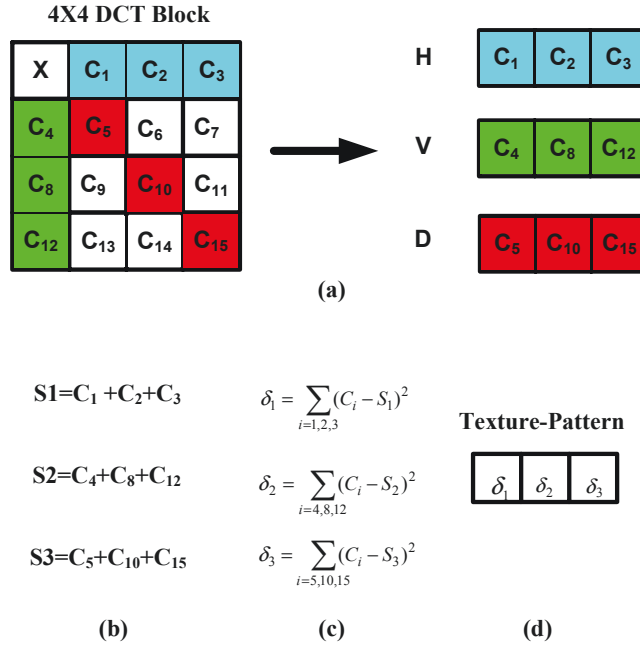 4X4 DCT Block
X C₁ C₂ C₃
C₄ C₅ C₆ C₇
C₈ C₉ C₁₀ C₁₁
C₁₂ C₁₃ C₁₄ C₁₅
H C₁ C₂ C₃
V C₄ C₈ C₁₂
D C₅ C₁₀ C₁₅
(a)
S1=C₁ +C₂+C₃
S2=C₄+C₈+C₁₂
S3=C₅+C₁₀+C₁₅
(b)
δ₁ = ∑ (Cᵢ – S₁)²
i=1,2,3
δ₂ = ∑ (Cᵢ – S₂)²
i=4,8,12
δ₃ = ∑ (Cᵢ – S₃)²
i=5,10,15
(c)
Texture-Pattern
δ₁ δ₂ δ₃
(d)